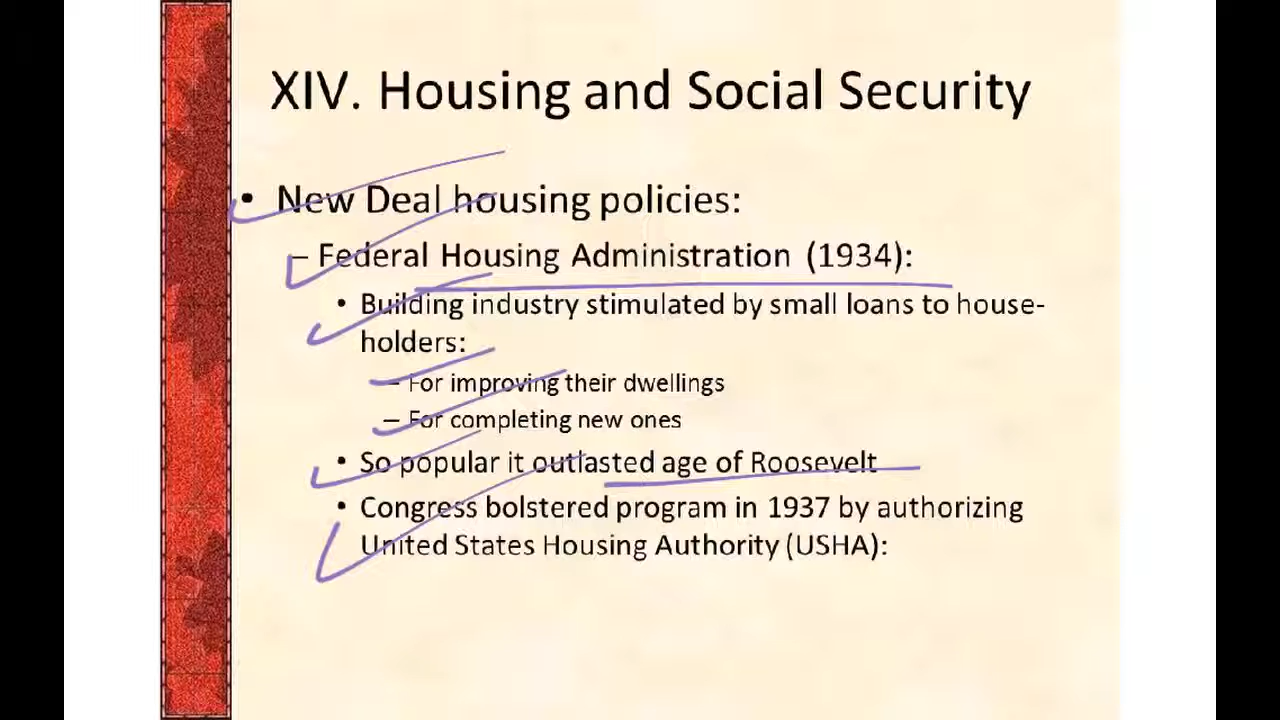 XIV. Housing and Social Security
• New Deal housing policies:
– Federal Housing Administration (1934):
• Building industry stimulated by small loans to house-
holders:
– For improving their dwellings
– For completing new ones
• So popular it outlasted age of Roosevelt
• Congress bolstered program in 1937 by authorizing
United States Housing Authority (USHA):